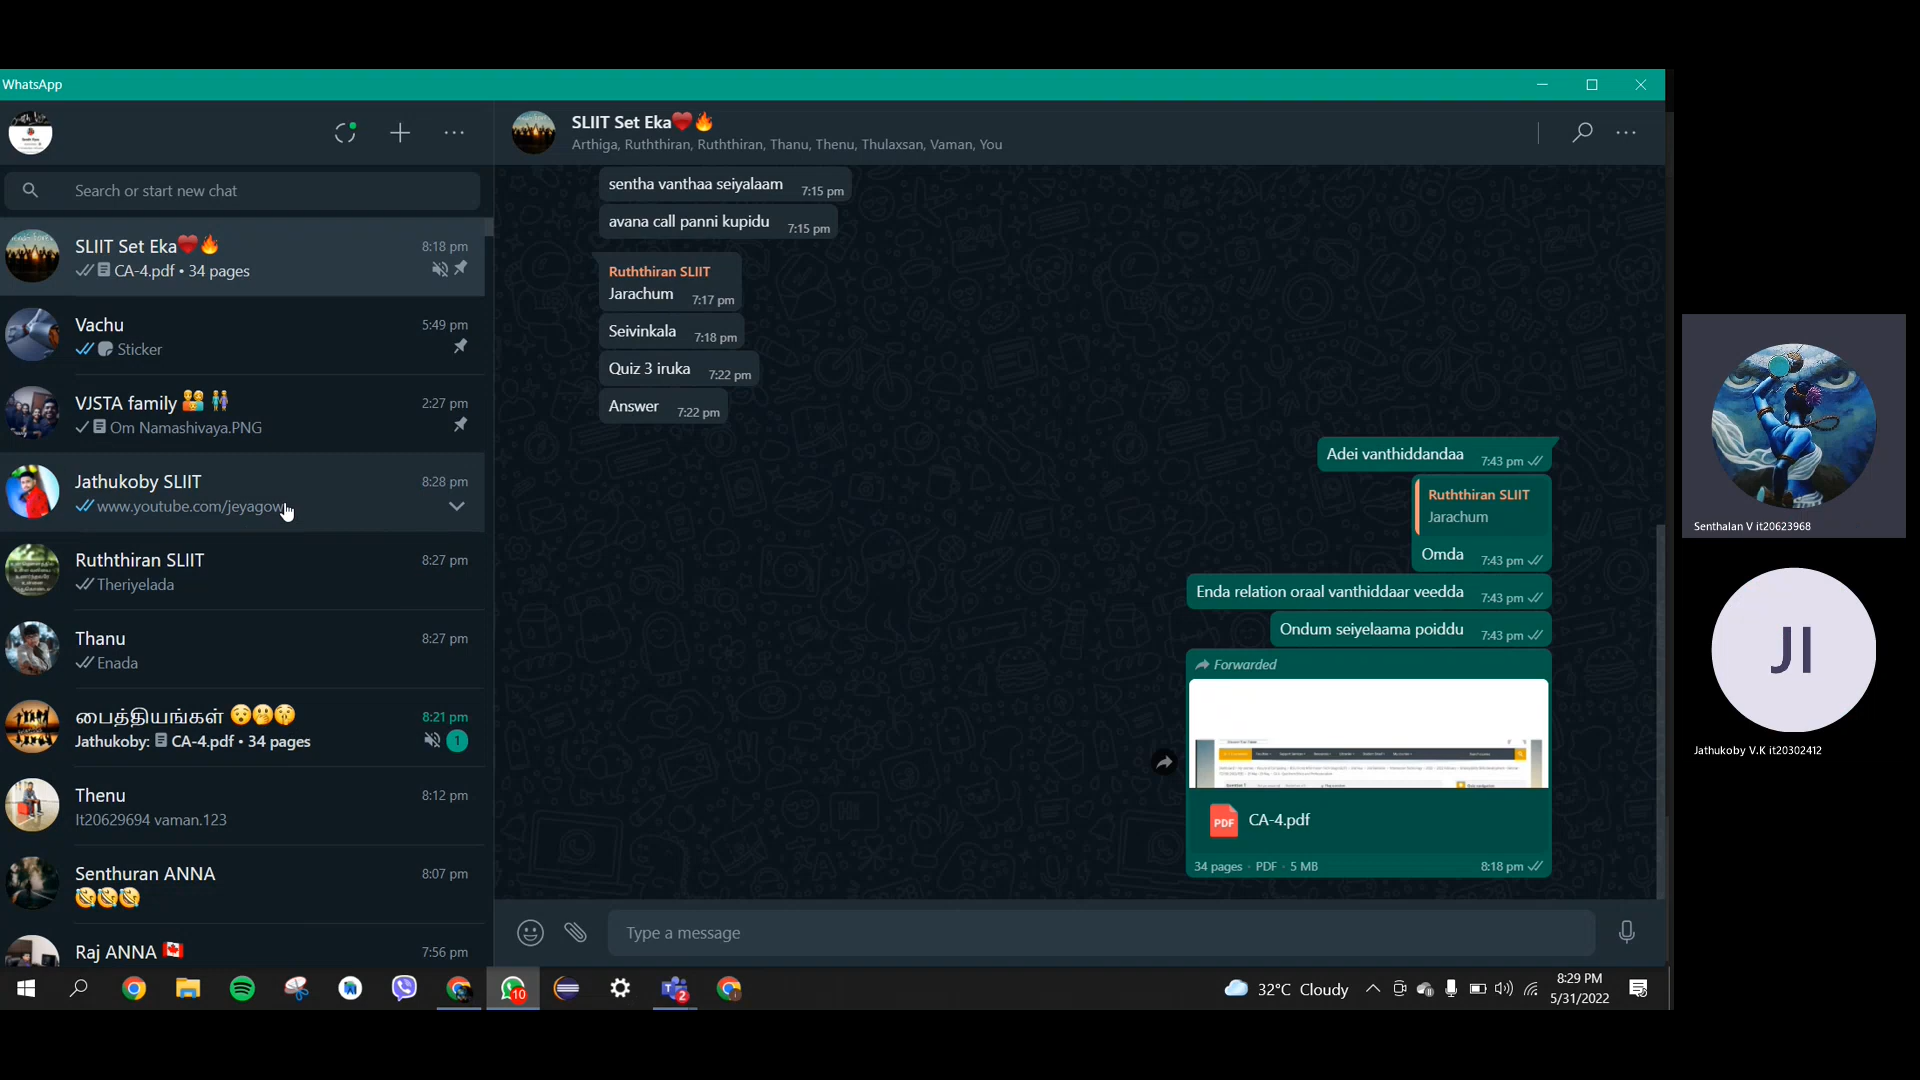 WhatsApp
Search or start new chat
SLIIT Set Eka❤️🔥
8:18 pm
CA-4.pdf • 34 pages
Vachu
5:49 pm
Sticker
VJSTA family
2:27 pm
Om Namashivaya.PNG
Jathukoby SLIIT
8:28 pm
www.youtube.com/jeyagow
Ruththiran SLIIT
8:27 pm
Theriyelada
Thanu
8:27 pm
Enada
பைத்தியங்கள் 😯🤭🤫
8:21 pm
Jathukoby: CA-4.pdf • 34 pages
1
Thenu
8:12 pm
It20629694 vaman.123
Senthuran ANNA
8:07 pm
🤣🤣🤣
Raj ANNA 🇨🇦
7:56 pm
SLIIT Set Eka❤️🔥
Arthiga, Ruththiran, Ruththiran, Thanu, Thenu, Thulaxsan, Vaman, You
sentha vanthaa seiyalaam 7:15 pm
avana call panni kupidu 7:15 pm
Ruththiran SLIIT
Jarachum 7:17 pm
Seivinkala 7:18 pm
Quiz 3 iruka 7:22 pm
Answer 7:22 pm
Adei vanthiddandaa 7:43 pm
Ruththiran SLIIT
Jarachum
Omda 7:43 pm
Enda relation oraal vanthiddaar veedda 7:43 pm
Ondum seiyelaama poiddu 7:43 pm
Forwarded
PDF
CA-4.pdf
34 pages · PDF · 5 MB 8:18 pm
Type a message
Senthalan V it20623968
JI
Jathukoby V.K it20302412
10
2
32°C Cloudy
8:29 PM
5/31/2022